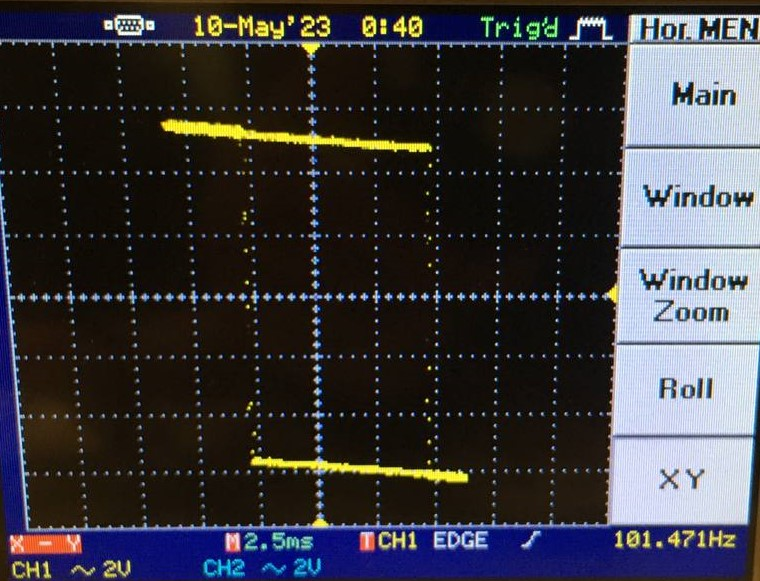 10-May'23 0:40 Trig'd Hor. MEN
Main
Window
Window
Zoom
Roll
XY
X - Y M 2.5ms T CH1 EDGE 101.471Hz
CH1 ~ 2V CH2 ~ 2V